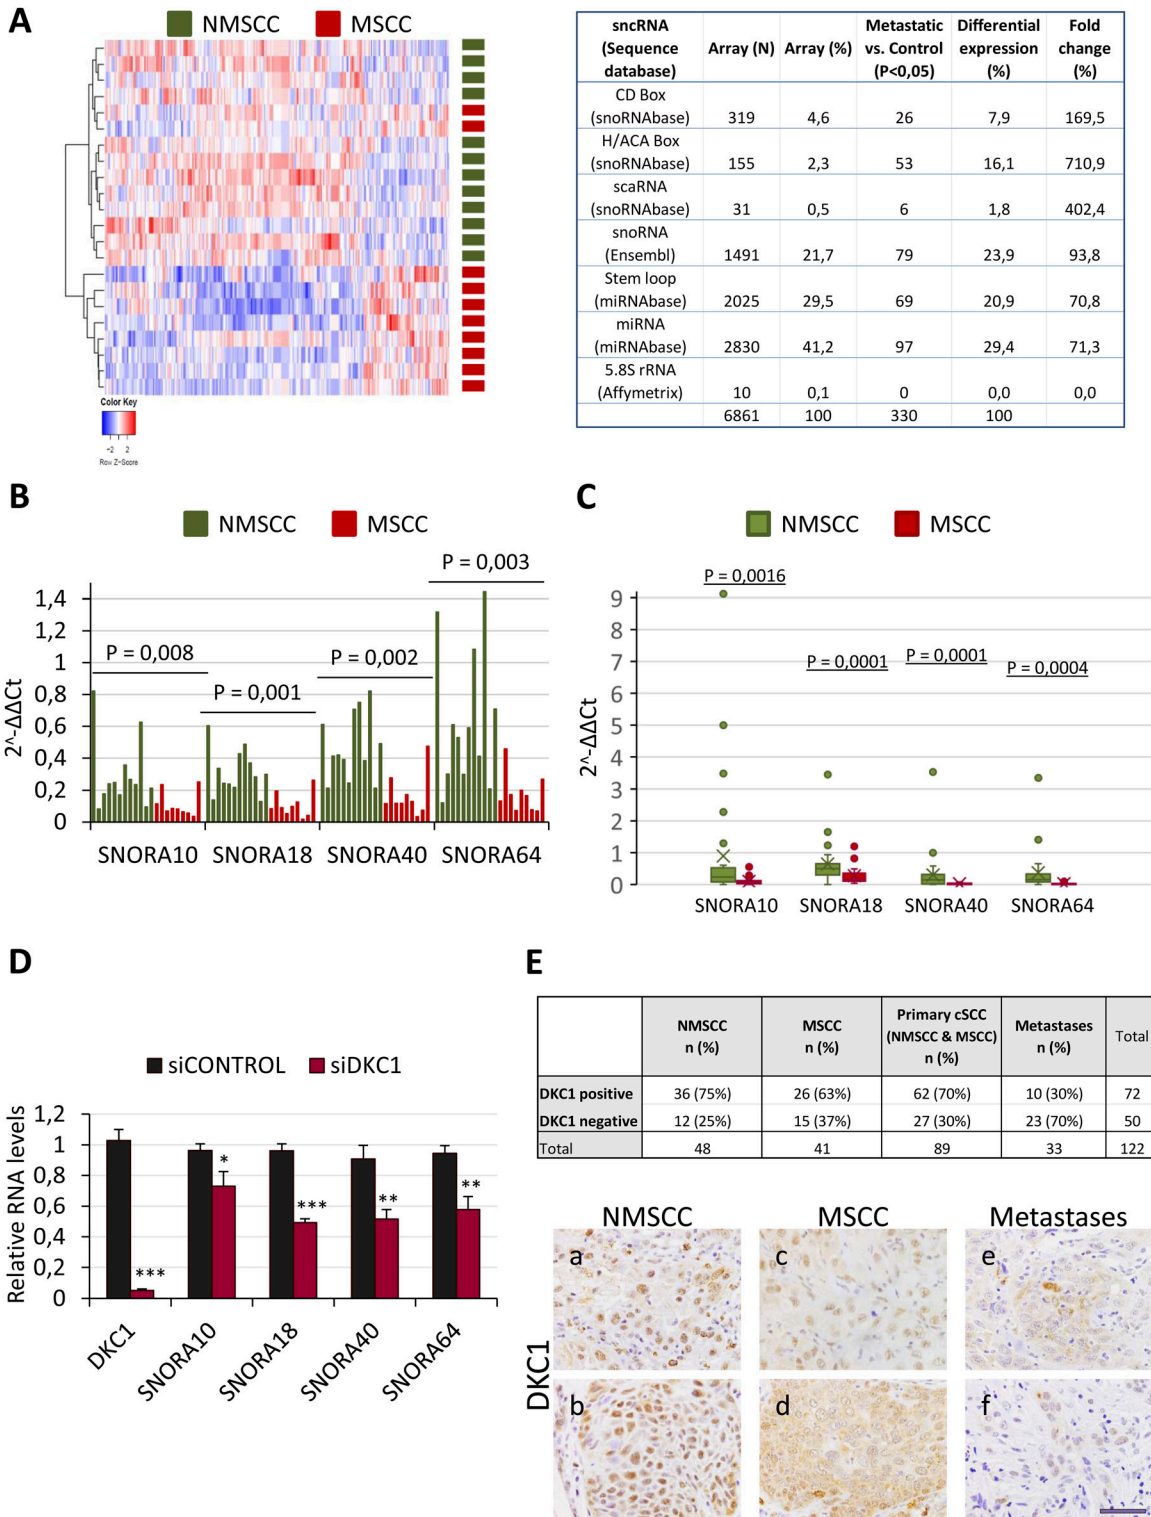 A
NMSCC MSCC
Color Key
-2 2
Row Z-Score
sncRNA (Sequence database) Array (N) Array (%) Metastatic vs. Control (P<0,05) Differential expression (%) Fold change (%)
CD Box (snoRNAbase) 319 4,6 26 7,9 169,5
H/ACA Box (snoRNAbase) 155 2,3 53 16,1 710,9
scaRNA (snoRNAbase) 31 0,5 6 1,8 402,4
snoRNA (Ensembl) 1491 21,7 79 23,9 93,8
Stem loop (miRNAbase) 2025 29,5 69 20,9 70,8
miRNA (miRNAbase) 2830 41,2 97 29,4 71,3
5.8S rRNA (Affymetrix) 10 0,1 0 0,0 0,0
6861 100 330 100
B
NMSCC MSCC
P = 0,003
P = 0,008
P = 0,002
P = 0,001
2^-ΔΔCt
1,4
1,2
1
0,8
0,6
0,4
0,2
0
SNORA10 SNORA18 SNORA40 SNORA64
C
NMSCC MSCC
P = 0,0016
P = 0,0001
P = 0,0001
P = 0,0004
2^-ΔΔCt
9
8
7
6
5
4
3
2
1
0
SNORA10 SNORA18 SNORA40 SNORA64
D
siCONTROL siDKC1
Relative RNA levels
1,2
1
0,8
0,6
0,4
0,2
0
***
*
***
**
**
DKC1 SNORA10 SNORA18 SNORA40 SNORA64
E
NMSCC n (%) MSCC n (%) Primary cSCC (NMSCC & MSCC) n (%) Metastases n (%) Total
DKC1 positive 36 (75%) 26 (63%) 62 (70%) 10 (30%) 72
DKC1 negative 12 (25%) 15 (37%) 27 (30%) 23 (70%) 50
Total 48 41 89 33 122
NMSCC MSCC Metastases
DKC1
a c e
b d f